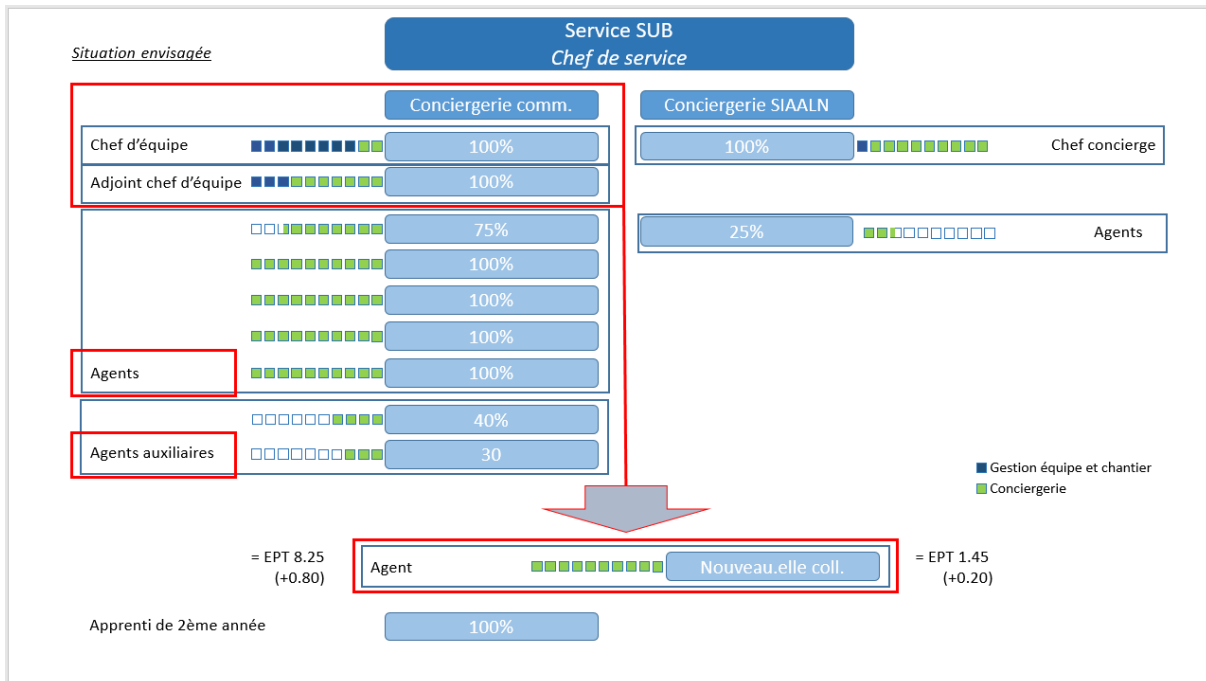 Service SUB
Chef de service
Situation envisagée
Conciergerie comm.
Conciergerie SIAALN
Chef d'équipe
100%
100%
Chef concierge
Adjoint chef d'équipe
100%
75%
25%
Agents
100%
100%
100%
Agents
100%
40%
Agents auxiliaires
30
Gestion équipe et chantier
Conciergerie
= EPT 8.25
(+0.80)
Agent
Nouveau.elle coll.
= EPT 1.45
(+0.20)
Apprenti de 2ème année
100%